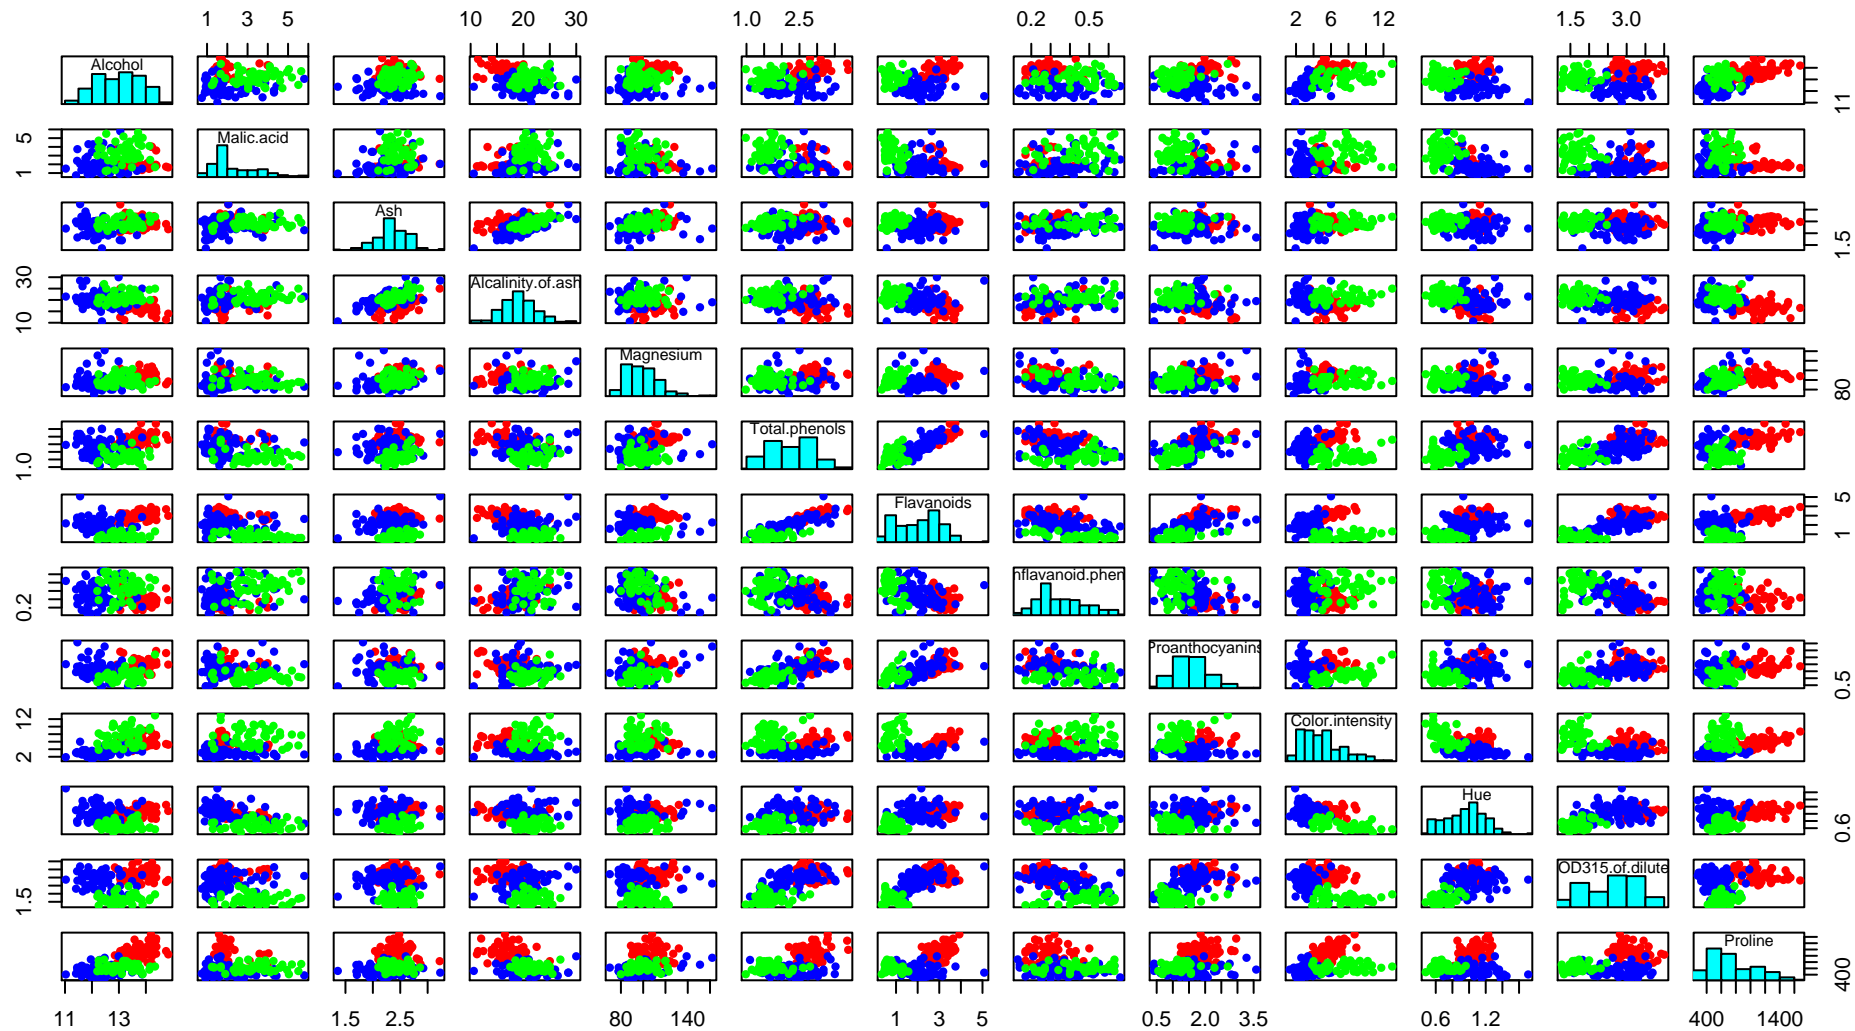 1 3 5 10 20 30 1.0 2.5 0.2 0.5 2 6 12 1.5 3.0
Alcohol
11
5
1
Malic.acid
Ash
1.5
30
10
Alcalinity.of.ash
Magnesium
80
1.0
Total.phenols
Flavanoids
5
1
0.2
nflavanoid.phen
Proanthocyanins
0.5
12
2
Color.intensity
Hue
0.6
1.5
OD315.of.dilute
Proline
400
11 13 1.5 2.5 80 140 1 3 5 0.5 2.0 3.5 0.6 1.2 400 1400